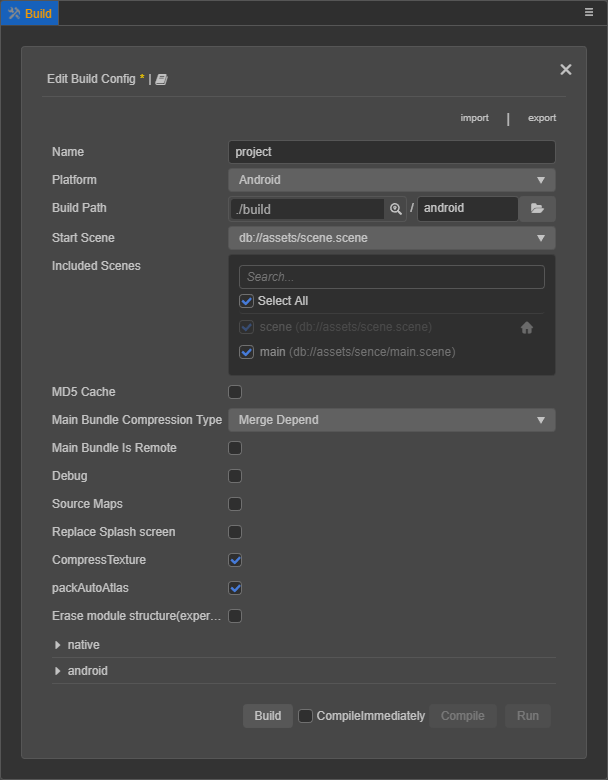 Build
Edit Build Config * |
import | export
Name project
Platform Android
Build Path ./build / android
Start Scene db://assets/scene.scene
Included Scenes
Search...
Select All
scene (db://assets/scene.scene)
main (db://assets/sence/main.scene)
MD5 Cache
Main Bundle Compression Type Merge Depend
Main Bundle Is Remote
Debug
Source Maps
Replace Splash screen
CompressTexture
packAutoAtlas
Erase module structure(exper...
native
android
Build CompileImmediately Compile Run